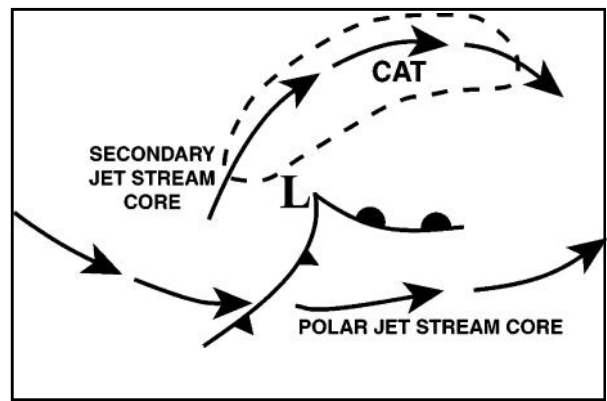 CAT
SECONDARY
JET STREAM
CORE
L
POLAR JET STREAM CORE